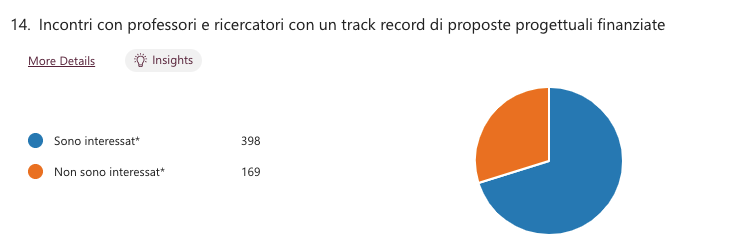 14. Incontri con professori e ricercatori con un track record di proposte progettuali finanziate
More Details
Insights
Sono interessat* 398
Non sono interessat* 169